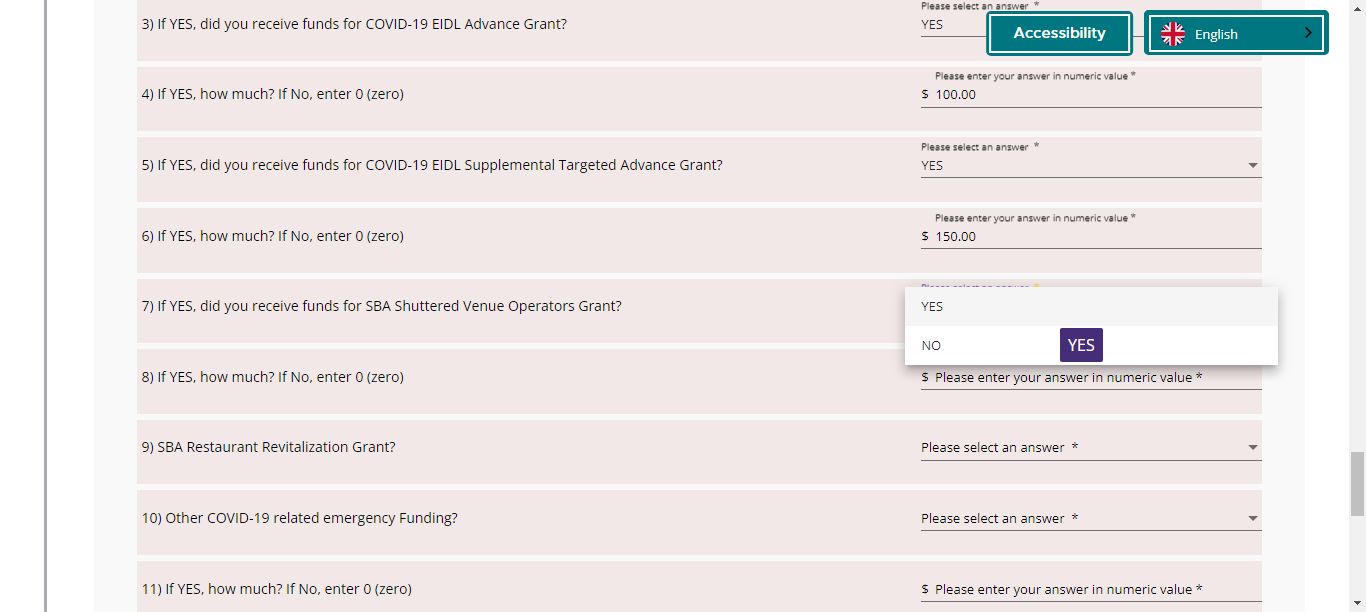 Please select an answer *
3) If YES, did you receive funds for COVID-19 EIDL Advance Grant?
YES
Accessibility
English
Please enter your answer in numeric value *
4) If YES, how much? If No, enter 0 (zero)
$ 100.00
Please select an answer *
5) If YES, did you receive funds for COVID-19 EIDL Supplemental Targeted Advance Grant?
YES
Please enter your answer in numeric value *
6) If YES, how much? If No, enter 0 (zero)
$ 150.00
Please select an answer *
7) If YES, did you receive funds for SBA Shuttered Venue Operators Grant?
YES
NO
YES
8) If YES, how much? If No, enter 0 (zero)
$ Please enter your answer in numeric value *
9) SBA Restaurant Revitalization Grant?
Please select an answer *
10) Other COVID-19 related emergency Funding?
Please select an answer *
11) If YES, how much? If No, enter 0 (zero)
$ Please enter your answer in numeric value *